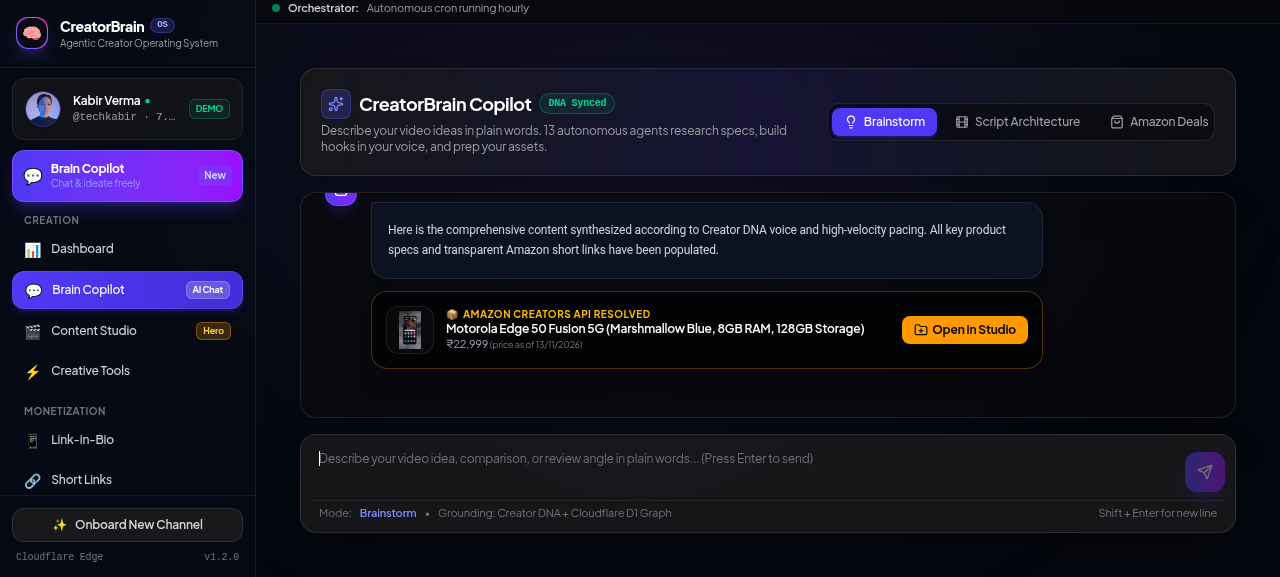 CreatorBrain OS
Agentic Creator Operating System
Kabir Verma
@techkabir · 7.…
DEMO
Brain Copilot
Chat & ideate freely
New
CREATION
Dashboard
Brain Copilot
AI Chat
Content Studio
Hero
Creative Tools
MONETIZATION
Link-in-Bio
Short Links
Onboard New Channel
Cloudflare Edge
v1.2.0
Orchestrator: Autonomous cron running hourly
CreatorBrain Copilot
DNA Synced
Describe your video ideas in plain words. 13 autonomous agents research specs, build
hooks in your voice, and prep your assets.
Brainstorm
Script Architecture
Amazon Deals
Here is the comprehensive content synthesized according to Creator DNA voice and high-velocity pacing. All key product
specs and transparent Amazon short links have been populated.
AMAZON CREATORS API RESOLVED
Motorola Edge 50 Fusion 5G (Marshmallow Blue, 8GB RAM, 128GB Storage)
₹22,999 (price as of 13/11/2026)
Open in Studio
Describe your video idea, comparison, or review angle in plain words... (Press Enter to send)
Mode: Brainstorm • Grounding: Creator DNA + Cloudflare D1 Graph
Shift + Enter for new line